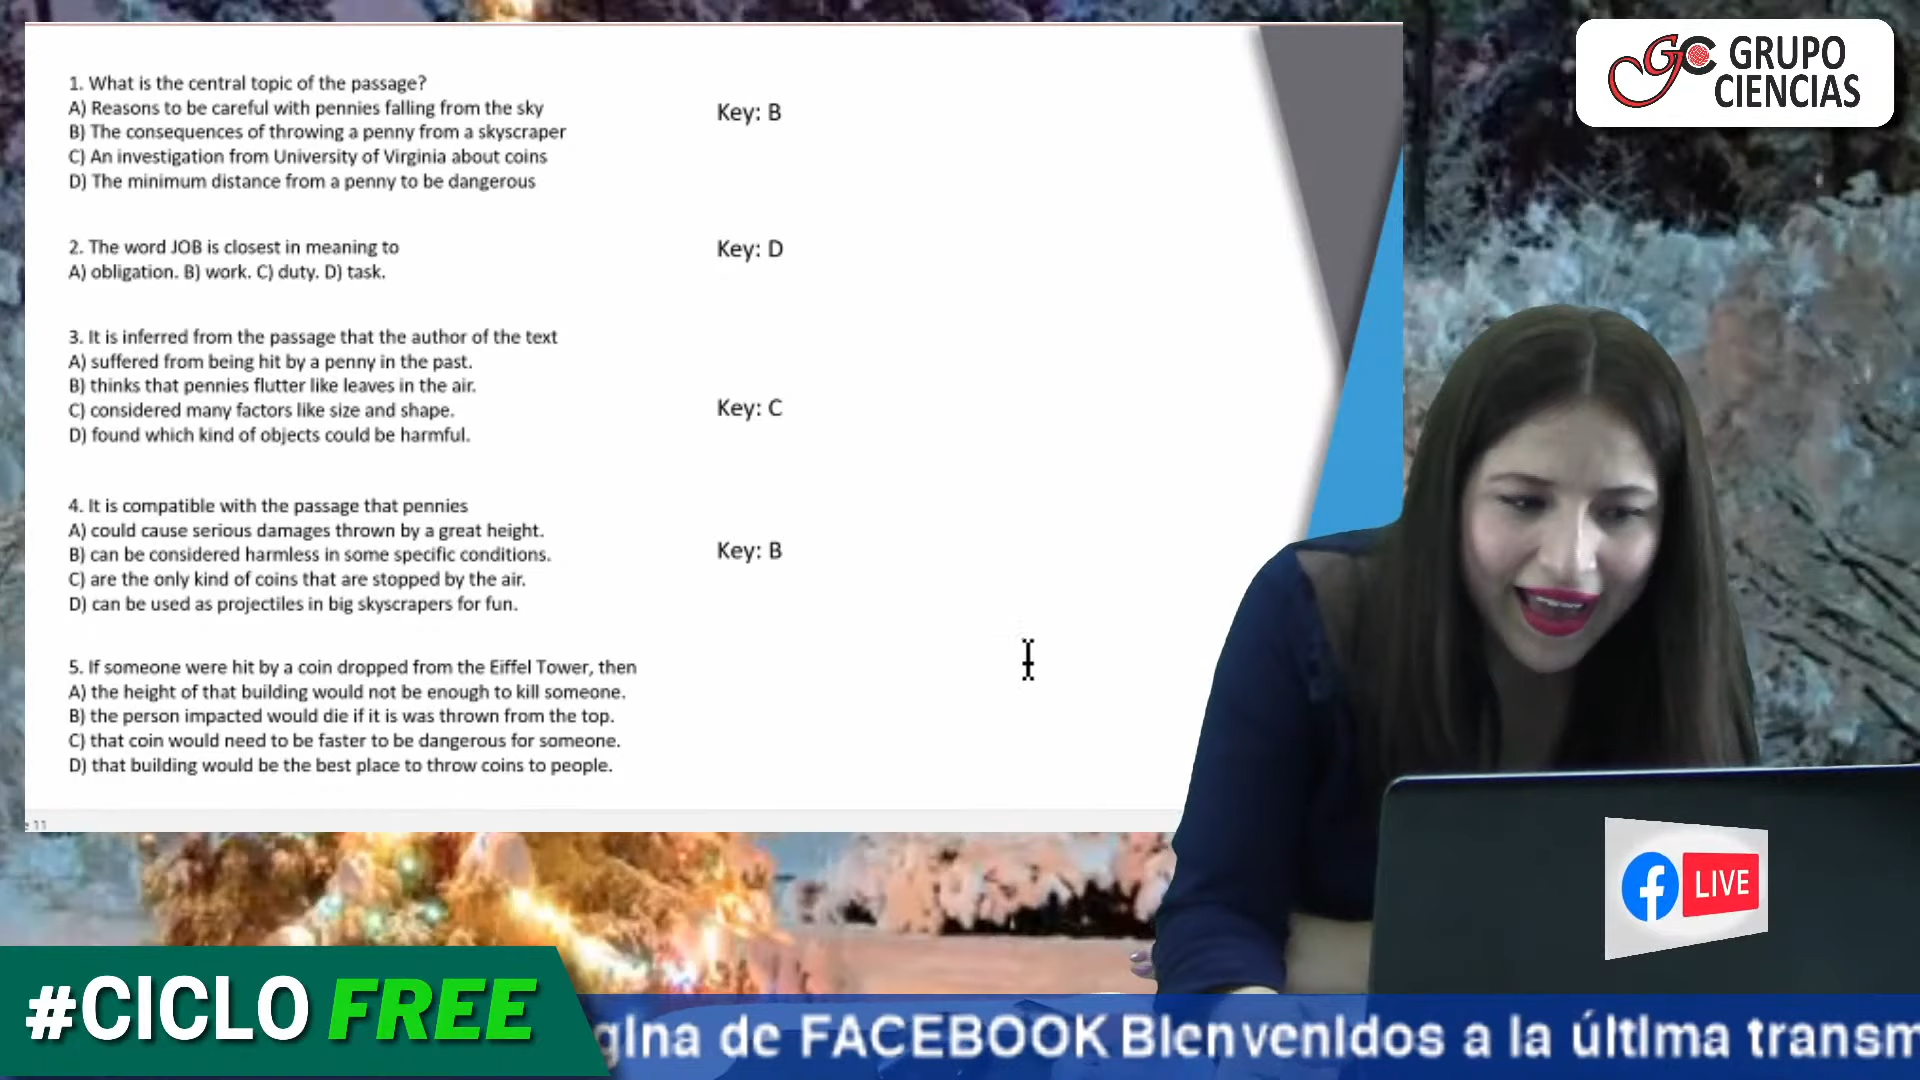 1. What is the central topic of the passage?
A) Reasons to be careful with pennies falling from the sky
B) The consequences of throwing a penny from a skyscraper
C) An investigation from University of Virginia about coins
D) The minimum distance from a penny to be dangerous
Key: B
2. The word JOB is closest in meaning to
A) obligation. B) work. C) duty. D) task.
Key: D
3. It is inferred from the passage that the author of the text
A) suffered from being hit by a penny in the past.
B) thinks that pennies flutter like leaves in the air.
C) considered many factors like size and shape.
D) found which kind of objects could be harmful.
Key: C
4. It is compatible with the passage that pennies
A) could cause serious damages thrown by a great height.
B) can be considered harmless in some specific conditions.
C) are the only kind of coins that are stopped by the air.
D) can be used as projectiles in big skyscrapers for fun.
Key: B
5. If someone were hit by a coin dropped from the Eiffel Tower, then
A) the height of that building would not be enough to kill someone.
B) the person impacted would die if it is was thrown from the top.
C) that coin would need to be faster to be dangerous for someone.
D) that building would be the best place to throw coins to people.
11
GC GRUPO
CIENCIAS
LIVE
#CICLO FREE
gina de FACEBOOK Bienvenidos a la última transm